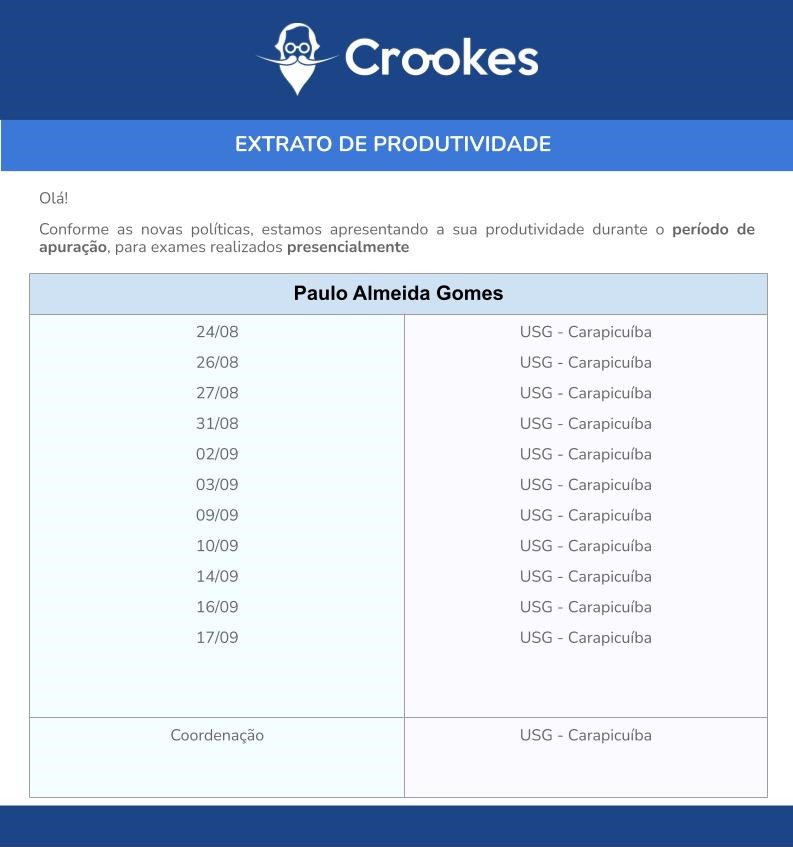 Crookes
EXTRATO DE PRODUTIVIDADE
Olá!
Conforme as novas políticas, estamos apresentando a sua produtividade durante o período de
apuração, para exames realizados presencialmente
Paulo Almeida Gomes
24/08 USG - Carapicuíba
26/08 USG - Carapicuíba
27/08 USG - Carapicuíba
31/08 USG - Carapicuíba
02/09 USG - Carapicuíba
03/09 USG - Carapicuíba
09/09 USG - Carapicuíba
10/09 USG - Carapicuíba
14/09 USG - Carapicuíba
16/09 USG - Carapicuíba
17/09 USG - Carapicuíba
Coordenação USG - Carapicuíba